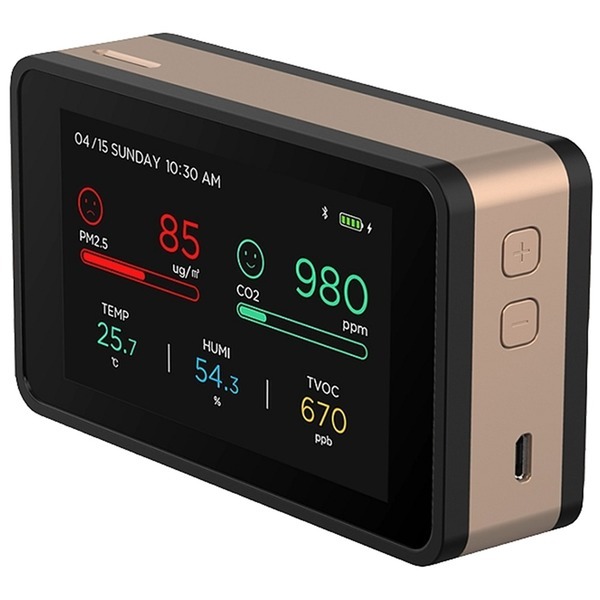 04/15 SUNDAY 10:30 AM
PM2.5
85
ug/m³
CO2
980
ppm
TEMP
25.7
℃
HUMI
54.3
%
TVOC
670
ppb
+
−